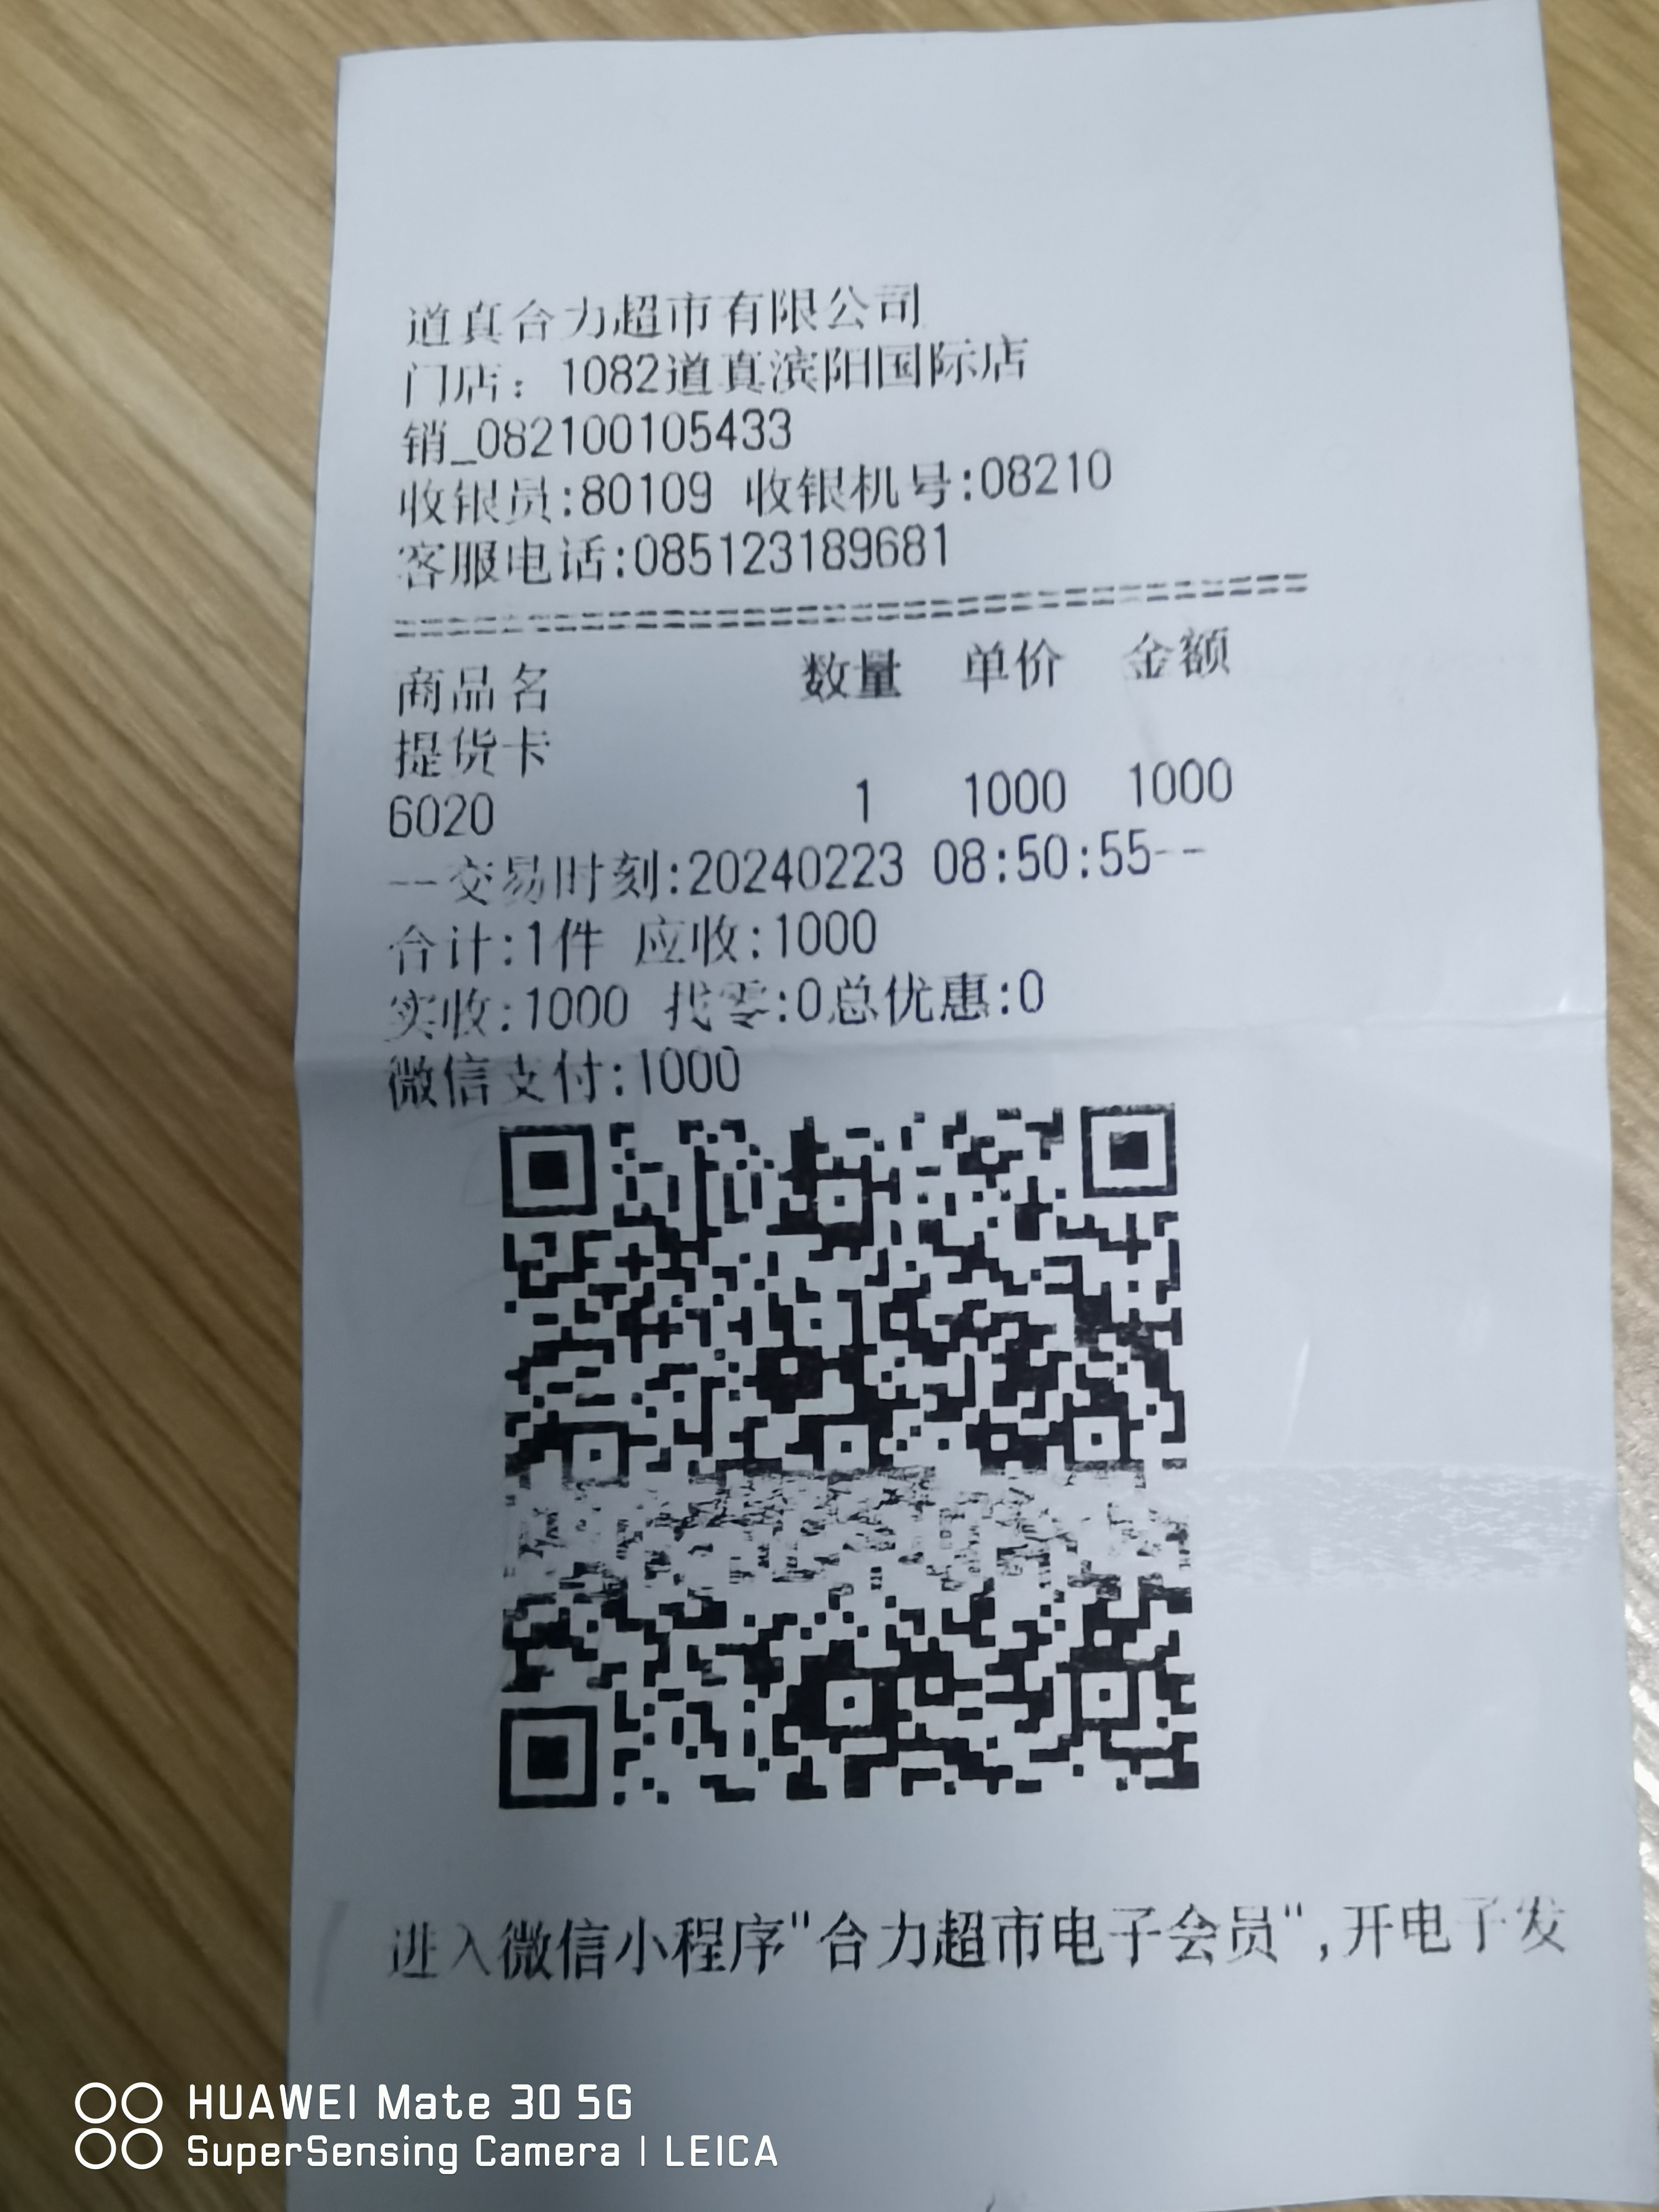 道真合力超市有限公司
门店：1082道真滨阳国际店
销_082100105433
收银员:80109 收银机号:08210
客服电话:085123189681
================================
商品名 数量 单价 金额
提货卡
6020 1 1000 1000
--交易时刻:20240223 08:50:55--
合计:1件 应收:1000
实收:1000 找零:0总优惠:0
微信支付:1000
进入微信小程序"合力超市电子会员",开电子发
HUAWEI Mate 30 5G
SuperSensing Camera | LEICA